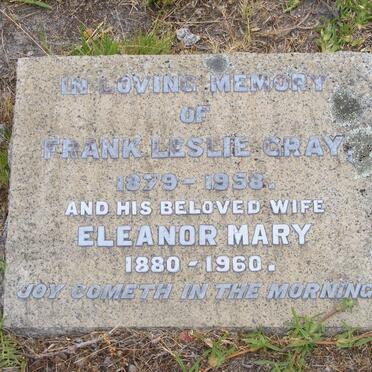 IN LOVING MEMORY
OF
FRANK LESLIE GRAY
1879 - 1958.
AND HIS BELOVED WIFE
ELEANOR MARY
1880 - 1960.
JOY COMETH IN THE MORNING